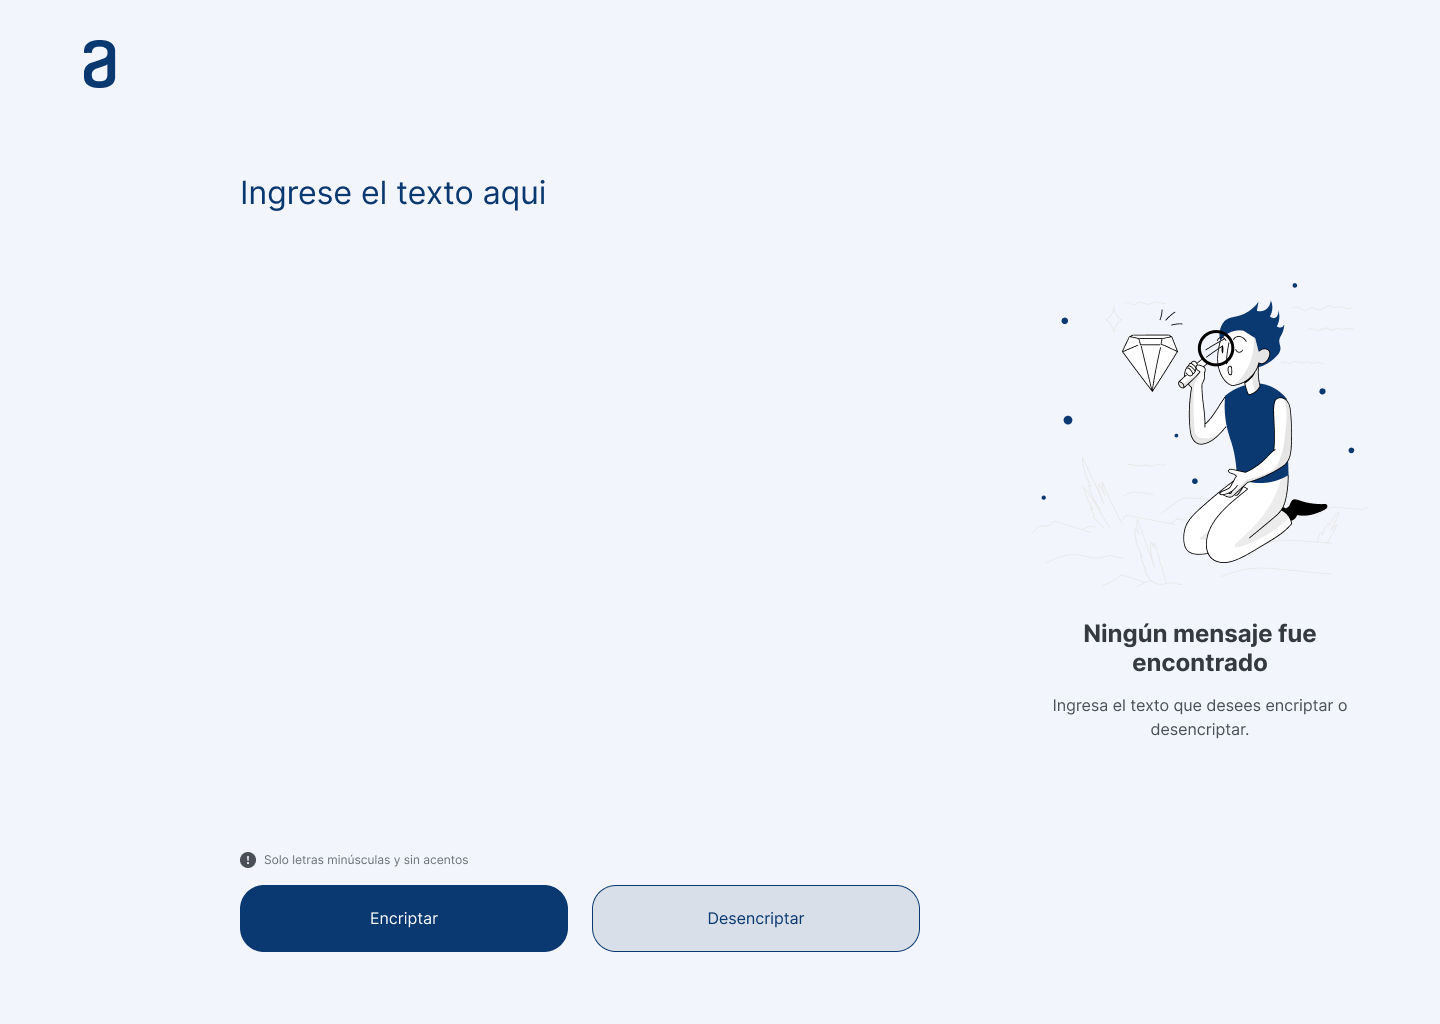 a
Ingrese el texto aqui
Ningún mensaje fue
encontrado
Ingresa el texto que desees encriptar o
desencriptar.
! Solo letras minúsculas y sin acentos
Encriptar
Desencriptar